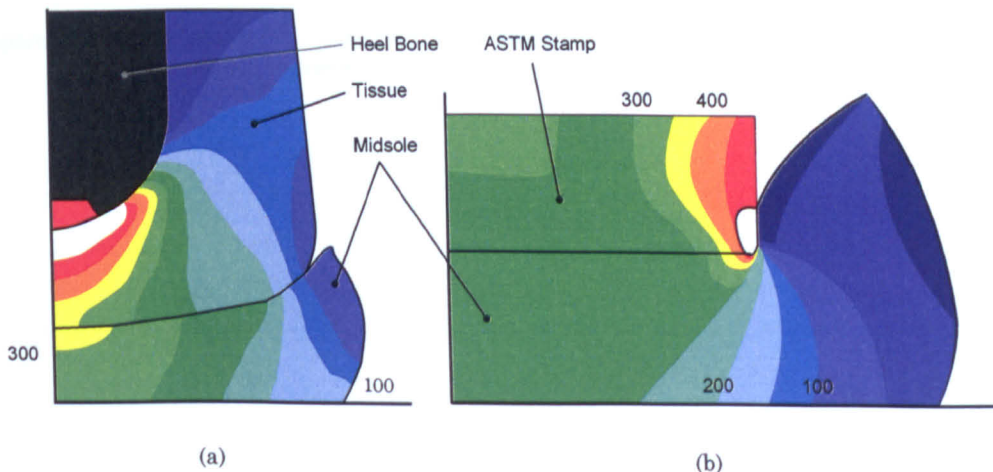 Heel Bone
ASTM Stamp
Tissue
300 400
Midsole
300
100
200 100
(a)
(b)